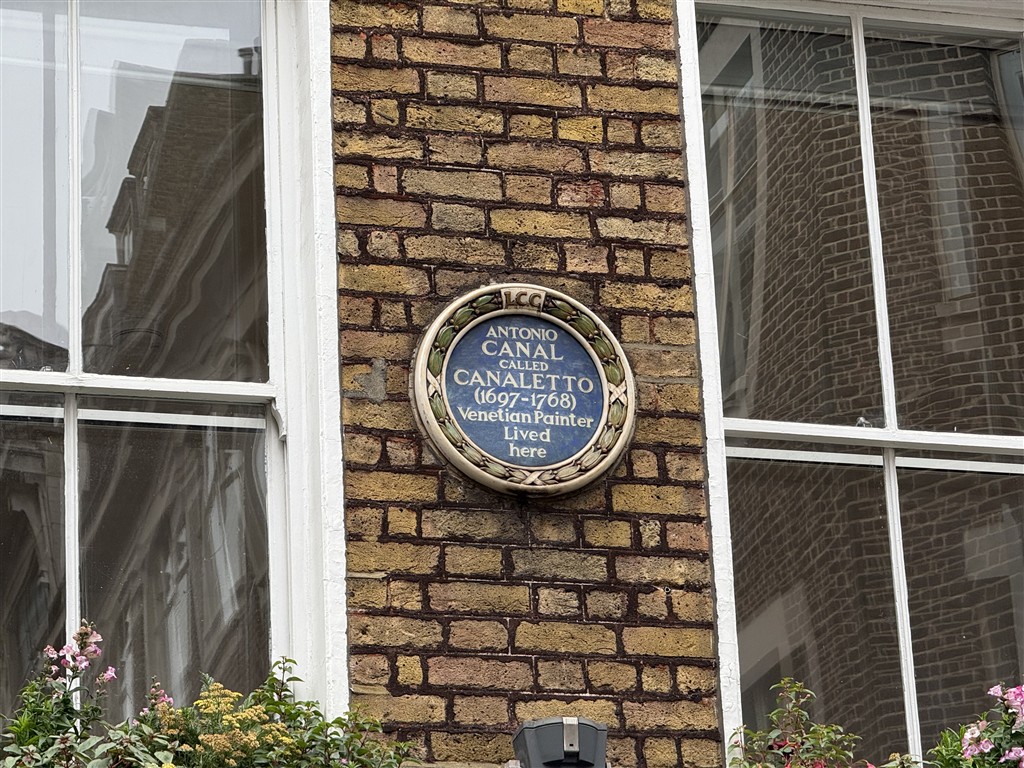 LCC
ANTONIO
CANAL
CALLED
CANALETTO
(1697-1768)
Venetian Painter
Lived
here